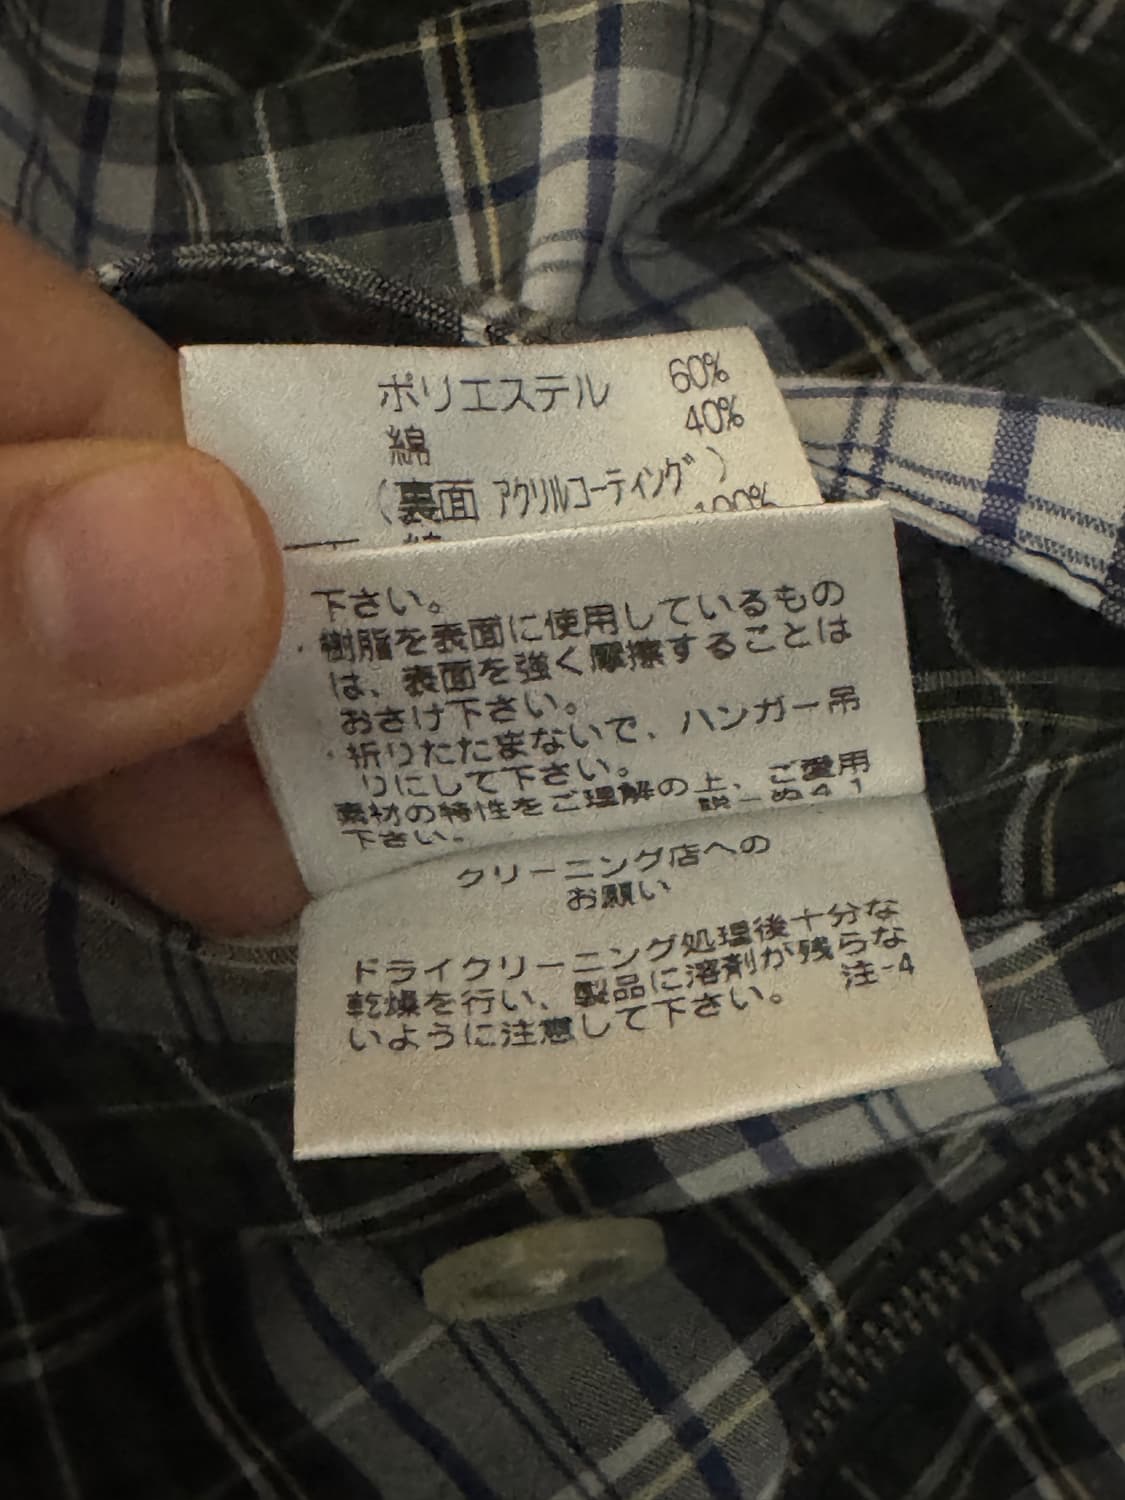 ポリエステル 60%
綿 40%
(裏面 アクリルコーティング)
100%
下さい。
・樹脂を表面に使用しているもの
は、表面を強く摩擦することは
おさけ下さい。
・折りたたまないで、ハンガー吊
りにして下さい。
素材の特性をご理解の上、ご愛用
下さい。
クリーニング店への
お願い
ドライクリーニング処理後十分な
乾燥を行い、製品に溶剤が残らな
いように注意して下さい。 注-4